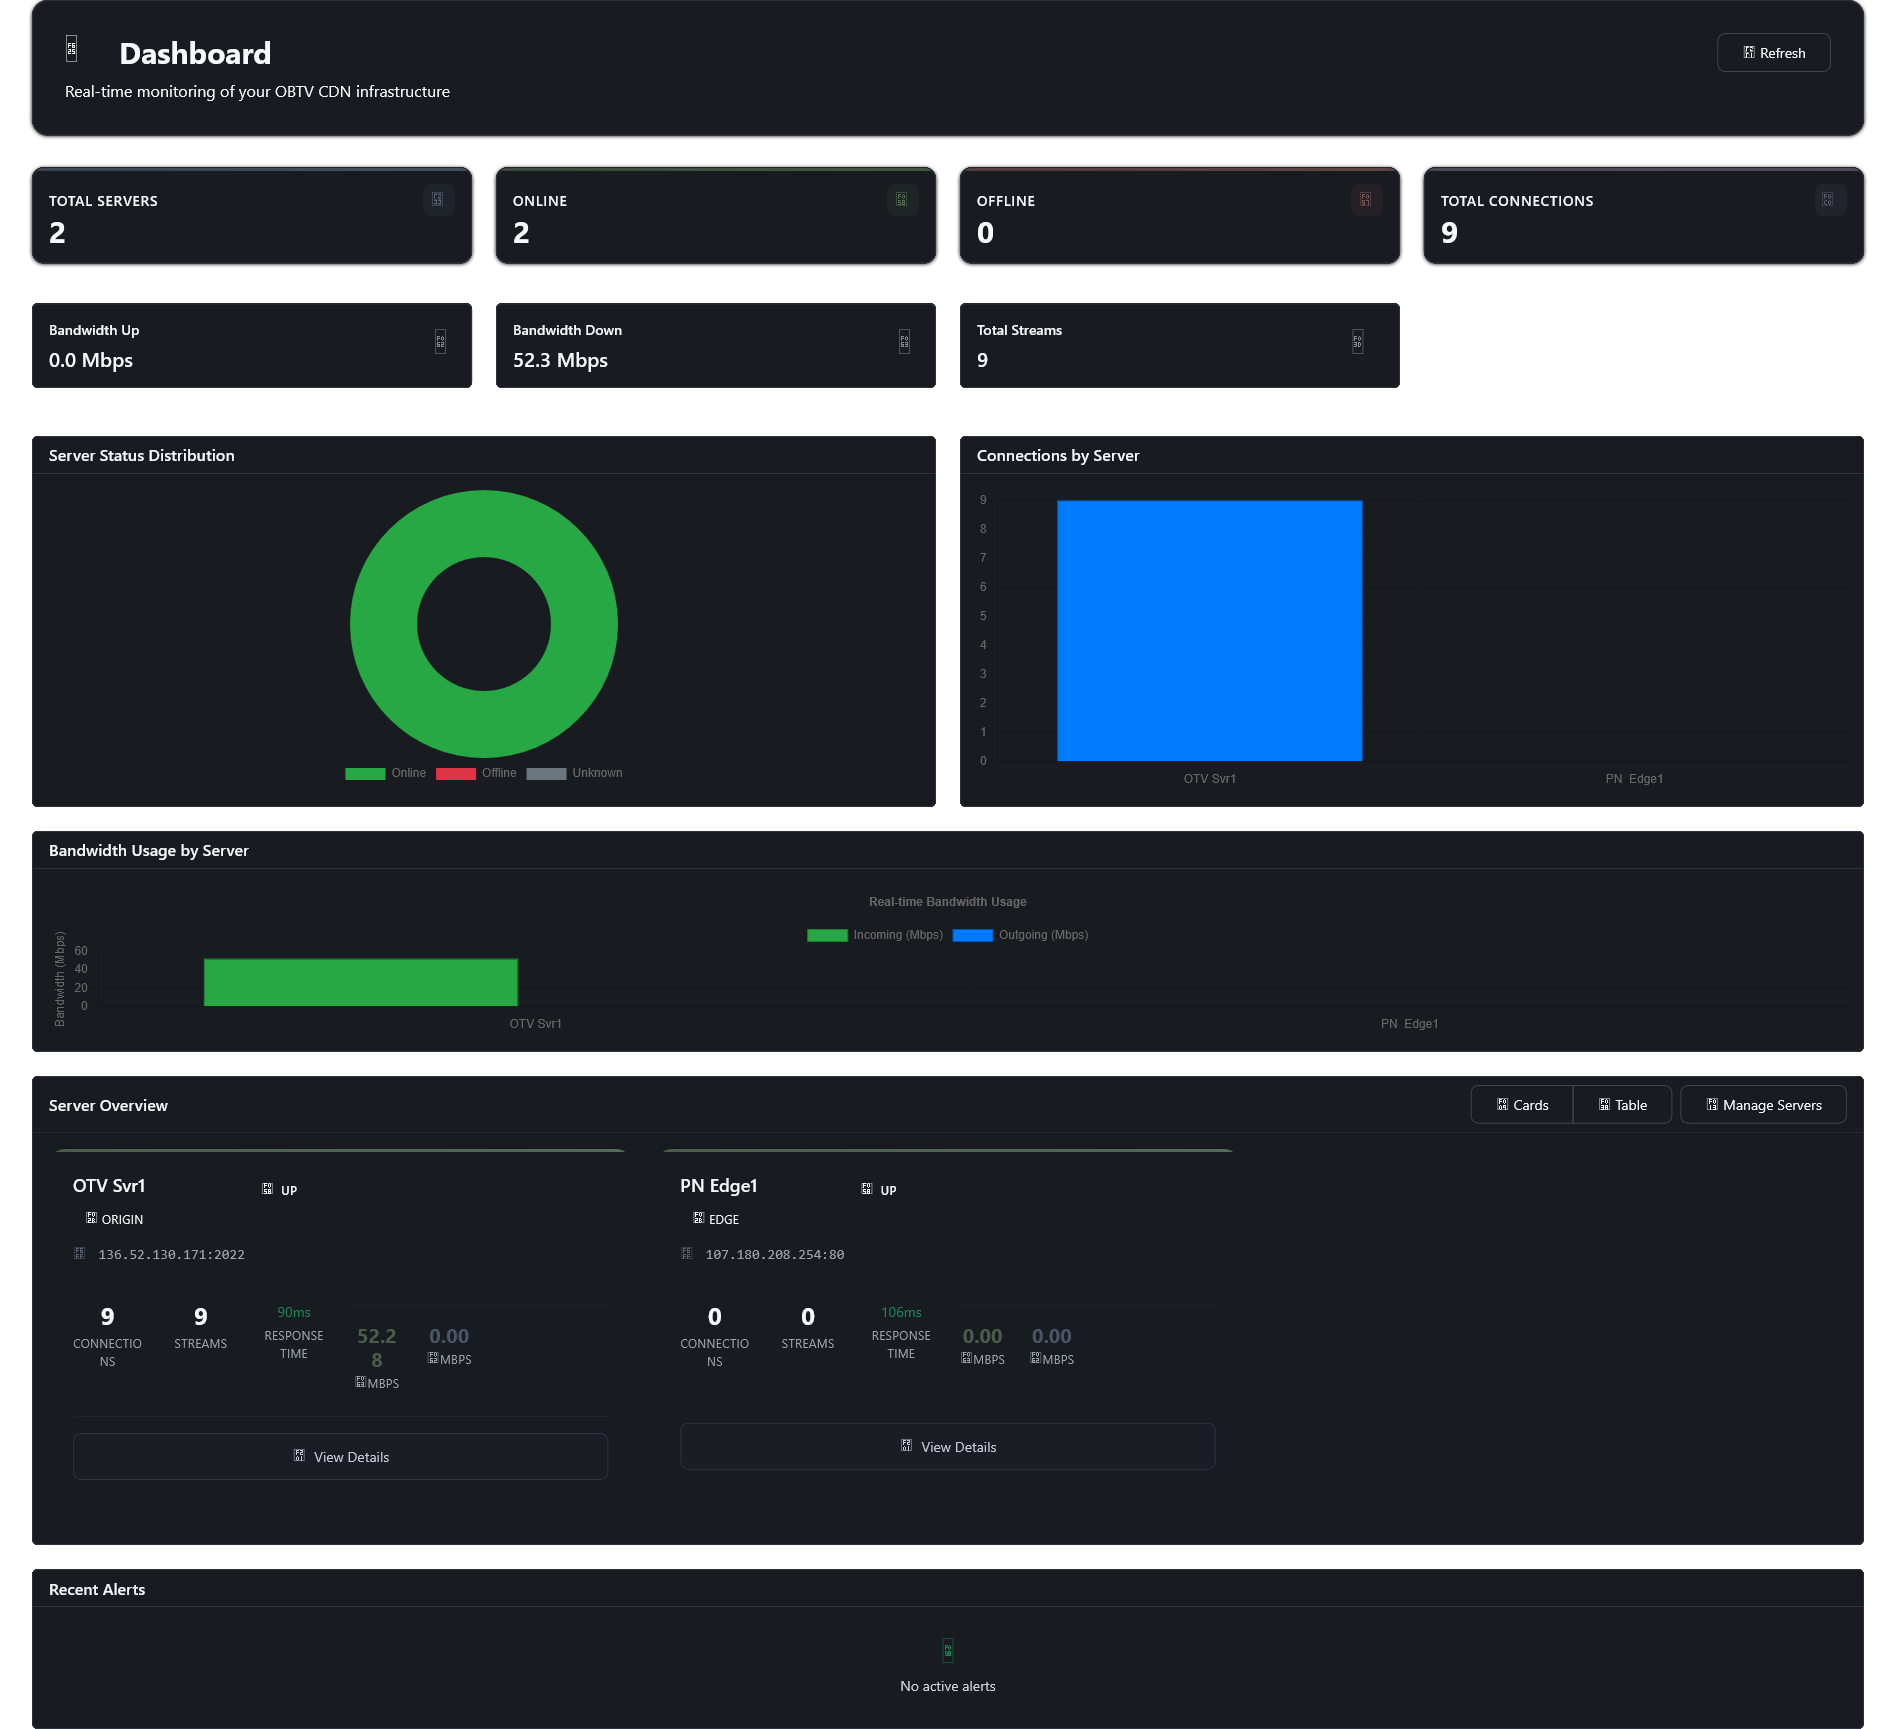 Dashboard
Refresh
Real-time monitoring of your OBTV CDN infrastructure
TOTAL SERVERS
2
ONLINE
2
OFFLINE
0
TOTAL CONNECTIONS
9
Bandwidth Up
0.0 Mbps
Bandwidth Down
52.3 Mbps
Total Streams
9
Server Status Distribution
Online Offline Unknown
Connections by Server
9
8
7
6
5
4
3
2
1
0
OTV Svr1 PN Edge1
Bandwidth Usage by Server
Real-time Bandwidth Usage
Incoming (Mbps) Outgoing (Mbps)
Bandwidth (Mbps)
60
40
20
0
OTV Svr1 PN Edge1
Server Overview
Cards Table Manage Servers
OTV Svr1
UP
ORIGIN
136.52.130.171:2022
9
CONNECTIO
NS
9
STREAMS
90ms
RESPONSE
TIME
52.2
8
MBPS
0.00
MBPS
View Details
PN Edge1
UP
EDGE
107.180.208.254:80
0
CONNECTIO
NS
0
STREAMS
106ms
RESPONSE
TIME
0.00
MBPS
0.00
MBPS
View Details
Recent Alerts
No active alerts